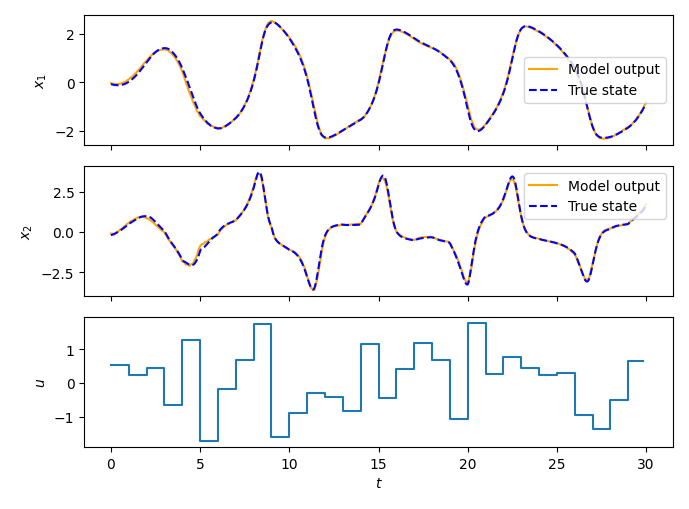 2
0
−2
x1
Model output
True state
2.5
0.0
−2.5
x2
Model output
True state
1
0
−1
u
0 5 10 15 20 25 30
t